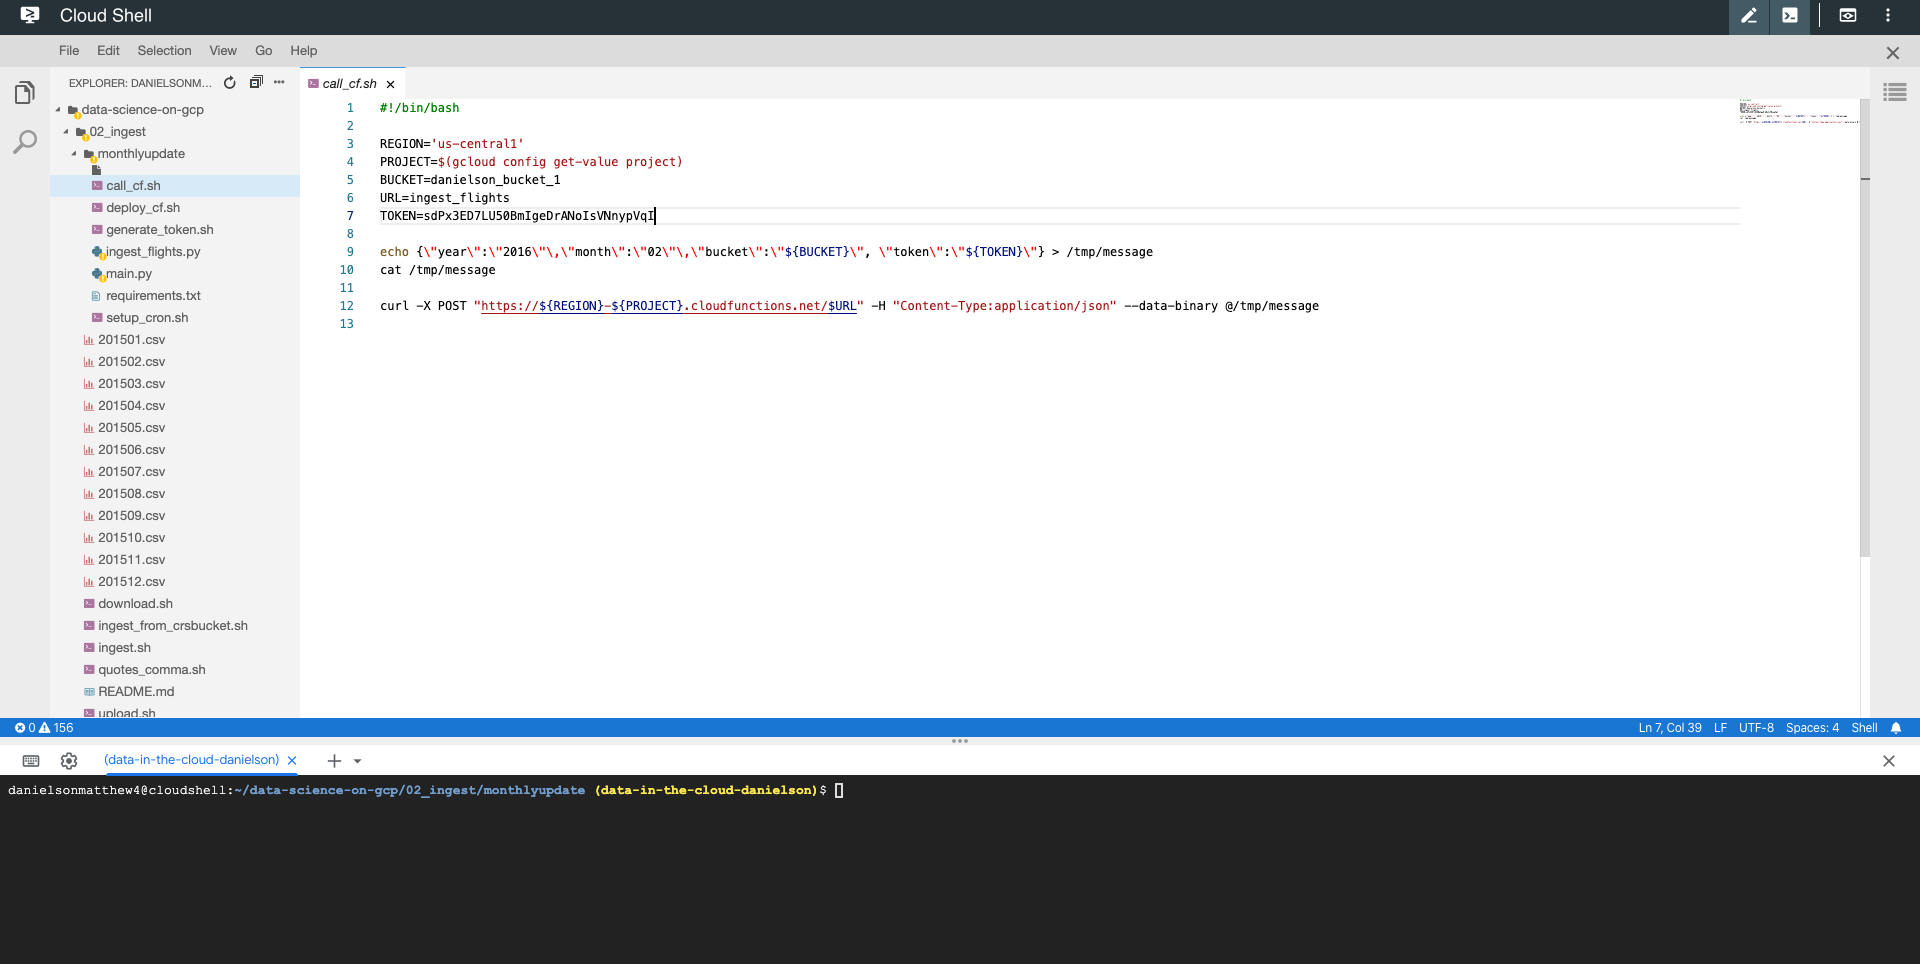 Cloud Shell
File Edit Selection View Go Help
EXPLORER: DANIELSONM...
data-science-on-gcp
02_ingest
monthlyupdate
call_cf.sh
deploy_cf.sh
generate_token.sh
ingest_flights.py
main.py
requirements.txt
setup_cron.sh
201501.csv
201502.csv
201503.csv
201504.csv
201505.csv
201506.csv
201507.csv
201508.csv
201509.csv
201510.csv
201511.csv
201512.csv
download.sh
ingest_from_crsbucket.sh
ingest.sh
quotes_comma.sh
README.md
upload.sh
call_cf.sh
1 #!/bin/bash
2
3 REGION='us-central1'
4 PROJECT=$(gcloud config get-value project)
5 BUCKET=danielson_bucket_1
6 URL=ingest_flights
7 TOKEN=sdPx3ED7LU50BmIgeDrANoIsVNnypVqI
8
9 echo {\"year\":\"2016\"\,\"month\":\"02\"\,\"bucket\":\"${BUCKET}\", \"token\":\"${TOKEN}\"} > /tmp/message
10 cat /tmp/message
11
12 curl -X POST "https://${REGION}-${PROJECT}.cloudfunctions.net/$URL" -H "Content-Type:application/json" --data-binary @/tmp/message
13
0 156
Ln 7, Col 39 LF UTF-8 Spaces: 4 Shell
(data-in-the-cloud-danielson)
danielsonmatthew4@cloudshell:~/data-science-on-gcp/02_ingest/monthlyupdate (data-in-the-cloud-danielson)$